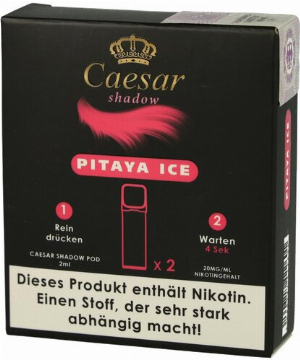 Caesar
shadow
PITAYA ICE
1
Rein
drücken
2
Warten
4 Sek
CAESAR SHADOW POD
2ml
x 2
20MG/ML
NIKOTINGEHALT
Dieses Produkt enthält Nikotin.
Einen Stoff, der sehr stark
abhängig macht!